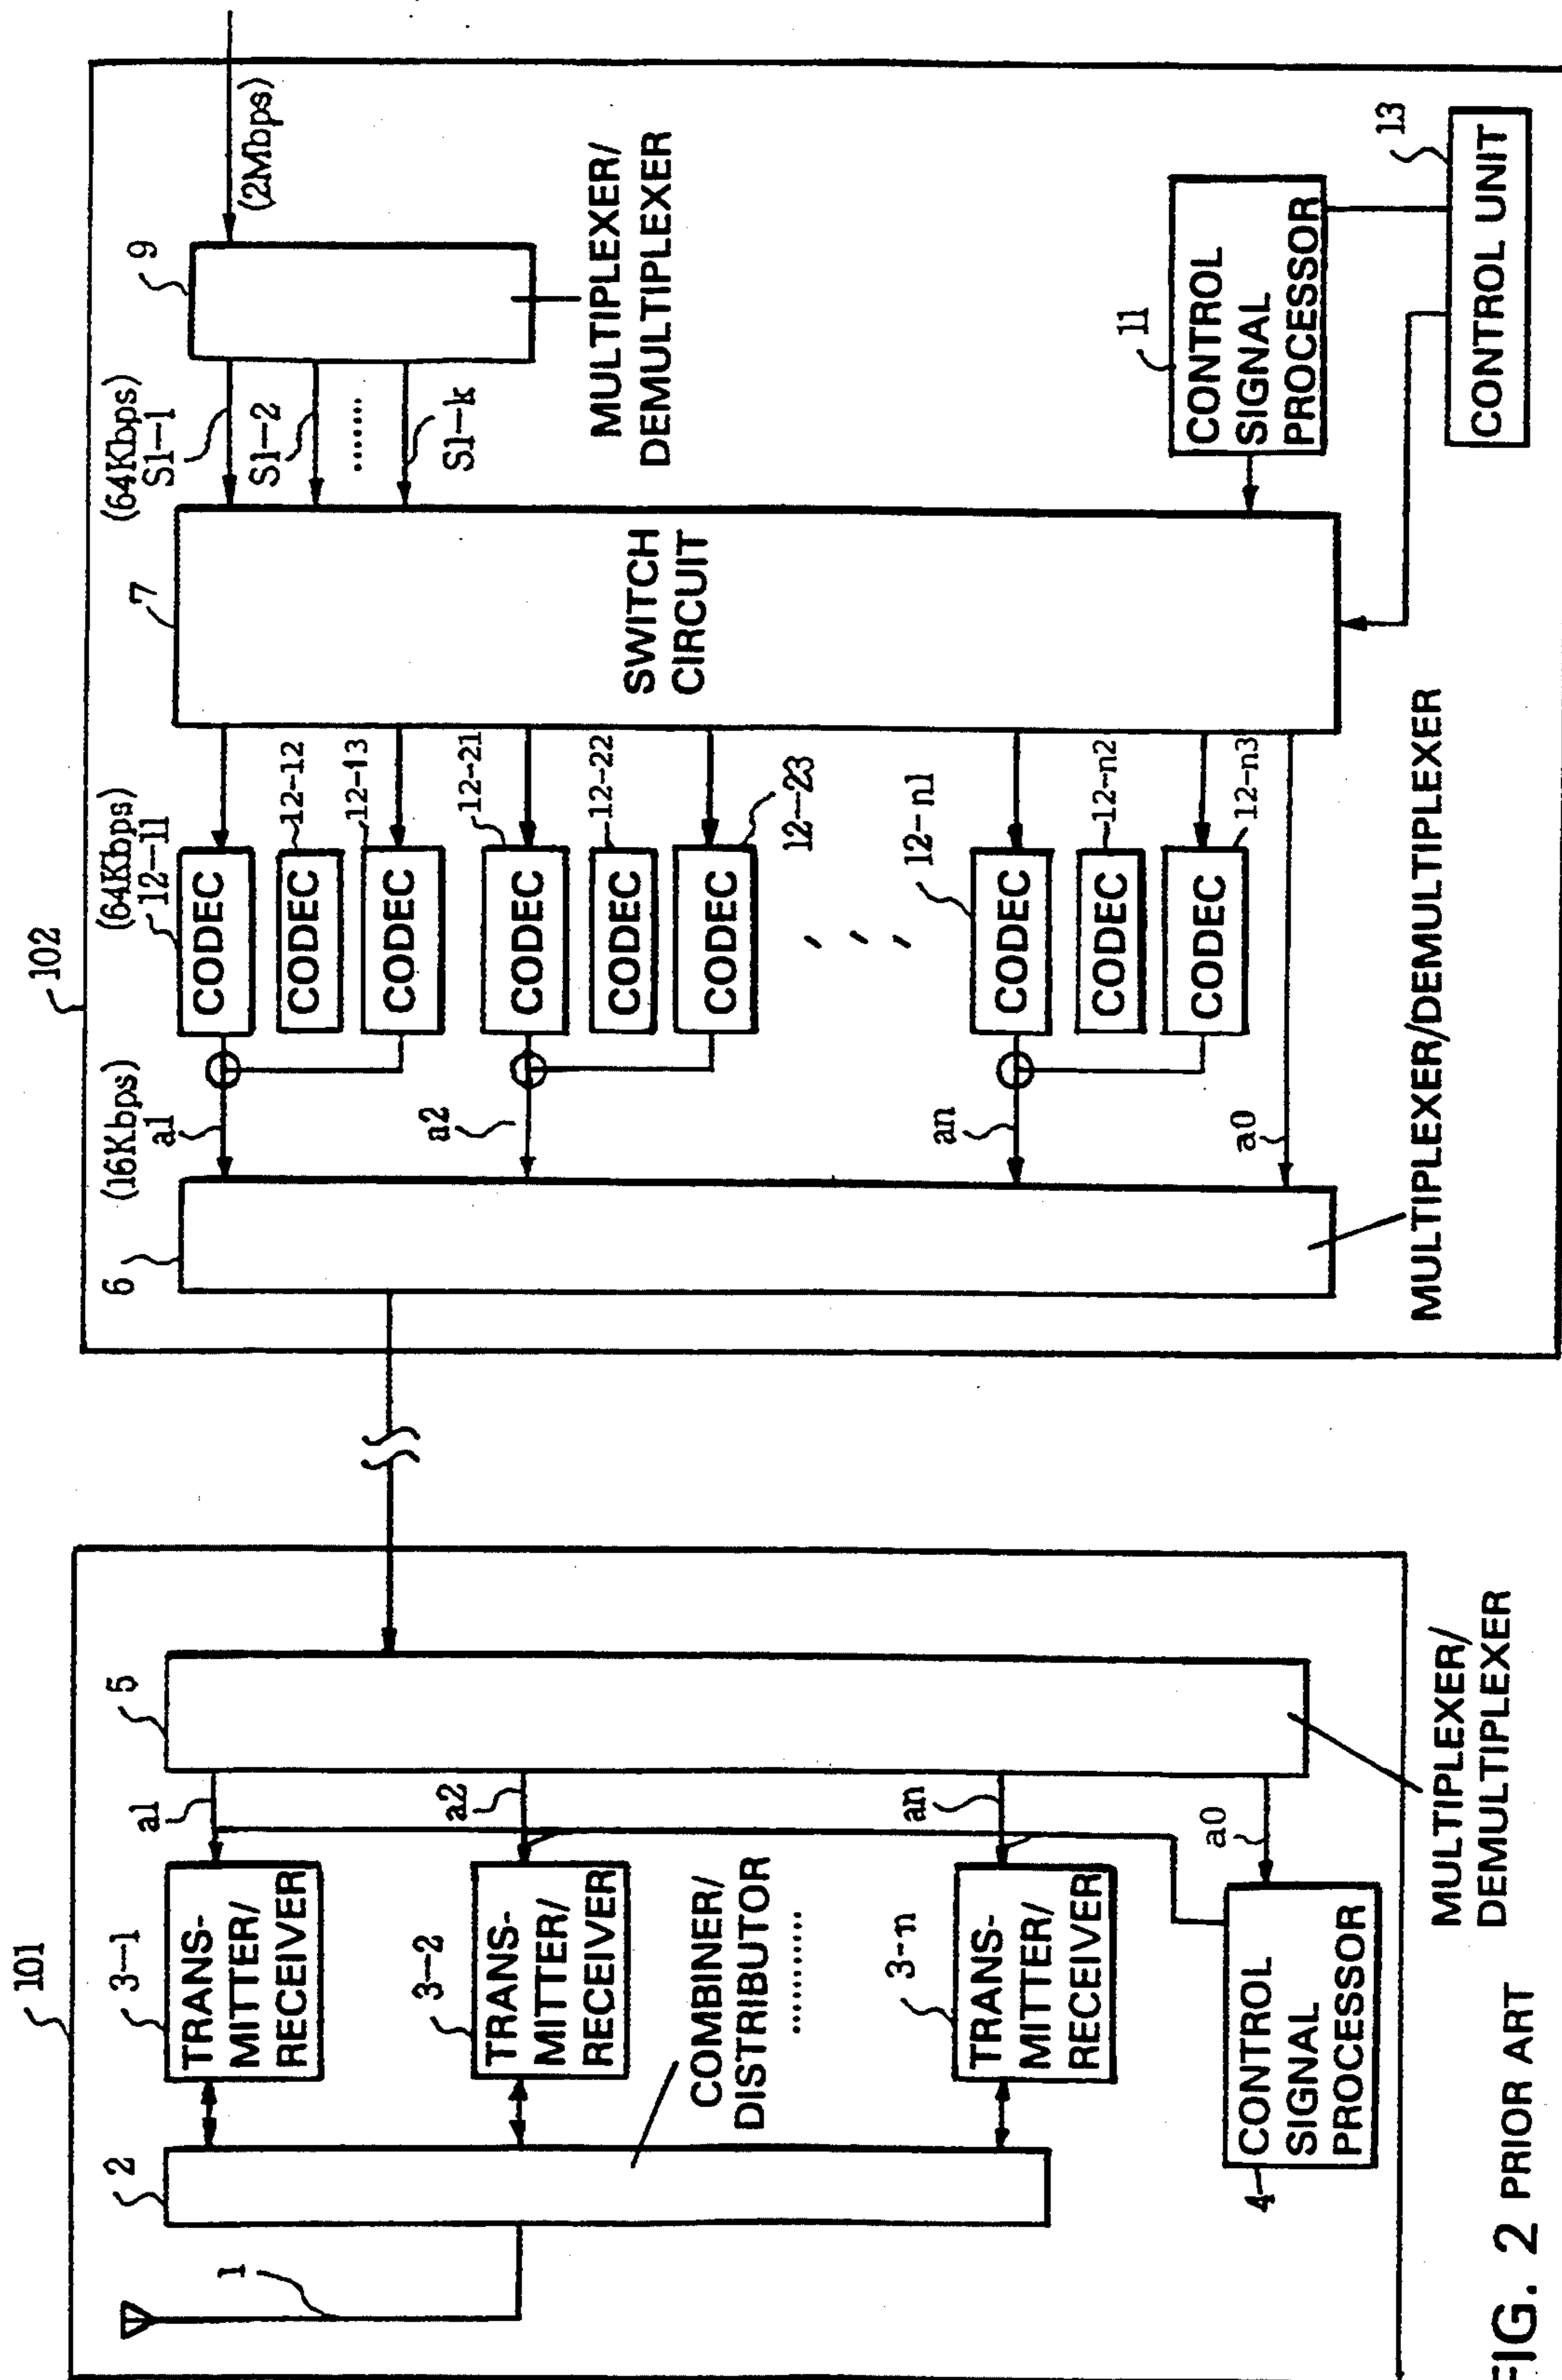 101
1
2
3-1
TRANS-
MITTER/
RECEIVER
3-2
TRANS-
MITTER/
RECEIVER
COMBINER/
DISTRIBUTOR
..........
3-n
TRANS-
MITTER/
RECEIVER
4
CONTROL
SIGNAL
PROCESSOR
a1
a2
an
a0
5
MULTIPLEXER/
DEMULTIPLEXER
102
6
(16Kbps)
a1
a2
an
a0
MULTIPLEXER/DEMULTIPLEXER
(64Kbps)
12-11
CODEC
12-12
CODEC
12-13
CODEC
12-21
CODEC
12-22
CODEC
12-23
CODEC
12-n1
CODEC
12-n2
CODEC
12-n3
CODEC
7
SWITCH
CIRCUIT
(64Kbps)
S1-1
S1-2
.......
S1-k
9
(2Mbps)
MULTIPLEXER/
DEMULTIPLEXER
11
CONTROL
SIGNAL
PROCESSOR
13
CONTROL UNIT
FIG. 2 PRIOR ART